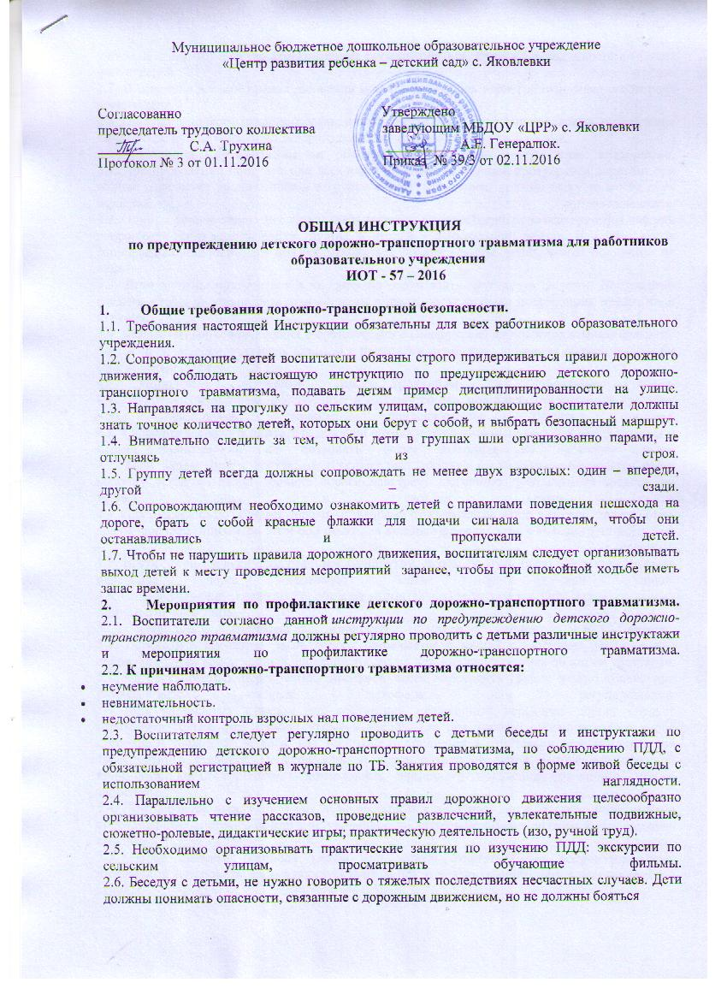 Муниципальное бюджетное дошкольное образовательное учреждение
«Центр развития ребенка – детский сад» с. Яковлевки
Согласованно
председатель трудового коллектива
____________ С.А. Трухина
Протокол № 3 от 01.11.2016
Утверждено
заведующим МБДОУ «ЦРР» с. Яковлевки
А.Е. Генералюк.
Приказ № 39/3 от 02.11.2016
ОБЩАЯ ИНСТРУКЦИЯ
по предупреждению детского дорожно-транспортного травматизма для работников
образовательного учреждения
ИОТ - 57 – 2016
1. Общие требования дорожно-транспортной безопасности.
1.1. Требования настоящей Инструкции обязательны для всех работников образовательного
учреждения.
1.2. Сопровождающие детей воспитатели обязаны строго придерживаться правил дорожного
движения, соблюдать настоящую инструкцию по предупреждению детского дорожно-
транспортного травматизма, подавать детям пример дисциплинированности на улице.
1.3. Направляясь на прогулку по сельским улицам, сопровождающие воспитатели должны
знать точное количество детей, которых они берут с собой, и выбрать безопасный маршрут.
1.4. Внимательно следить за тем, чтобы дети в группах шли организованно парами, не
отлучаясь из строя.
1.5. Группу детей всегда должны сопровождать не менее двух взрослых: один – впереди,
другой – сзади.
1.6. Сопровождающим необходимо ознакомить детей с правилами поведения пешехода на
дороге, брать с собой красные флажки для подачи сигнала водителям, чтобы они
останавливались и пропускали детей.
1.7. Чтобы не нарушить правила дорожного движения, воспитателям следует организовывать
выход детей к месту проведения мероприятий заранее, чтобы при спокойной ходьбе иметь
запас времени.
2. Мероприятия по профилактике детского дорожно-транспортного травматизма.
2.1. Воспитатели согласно данной инструкции по предупреждению детского дорожно-
транспортного травматизма должны регулярно проводить с детьми различные инструктажи
и мероприятия по профилактике дорожно-транспортного травматизма.
2.2. К причинам дорожно-транспортного травматизма относятся:
• неумение наблюдать.
• невнимательность.
• недостаточный контроль взрослых над поведением детей.
2.3. Воспитателям следует регулярно проводить с детьми беседы и инструктажи по
предупреждению детского дорожно-транспортного травматизма, по соблюдению ПДД, с
обязательной регистрацией в журнале по ТБ. Занятия проводятся в форме живой беседы с
использованием наглядности.
2.4. Параллельно с изучением основных правил дорожного движения целесообразно
организовывать чтение рассказов, проведение развлечений, увлекательные подвижные,
сюжетно-ролевые, дидактические игры; практическую деятельность (изо, ручной труд).
2.5. Необходимо организовывать практические занятия по изучению ПДД: экскурсии по
сельским улицам, просматривать обучающие фильмы.
2.6. Беседуя с детьми, не нужно говорить о тяжелых последствиях несчастных случаев. Дети
должны понимать опасности, связанные с дорожным движением, но не должны бояться